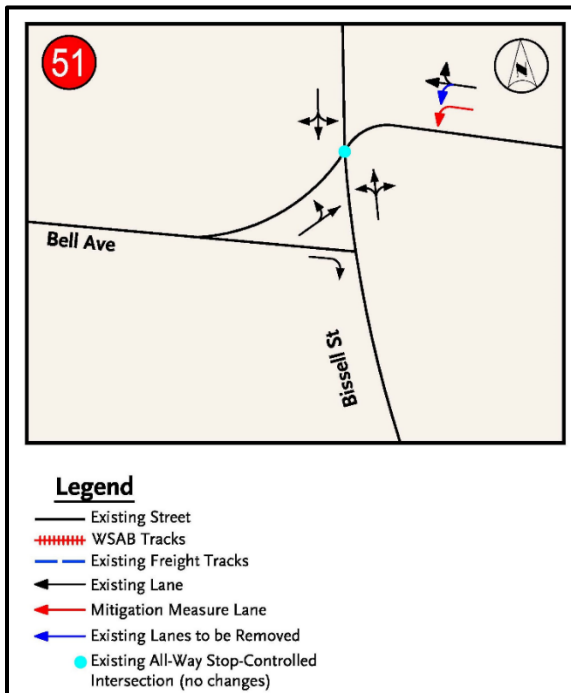 51
Bell Ave
Bissell St
Legend
Existing Street
WSAB Tracks
Existing Freight Tracks
Existing Lane
Mitigation Measure Lane
Existing Lanes to be Removed
Existing All-Way Stop-Controlled
Intersection (no changes)